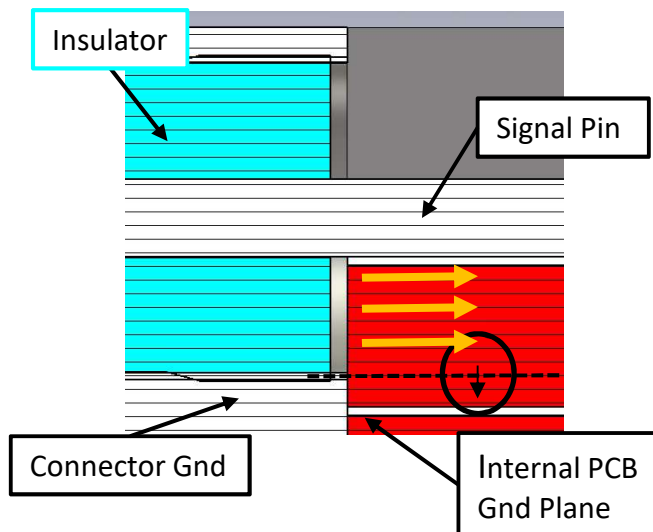 Insulator
Signal Pin
Connector Gnd
Internal PCB
Gnd Plane